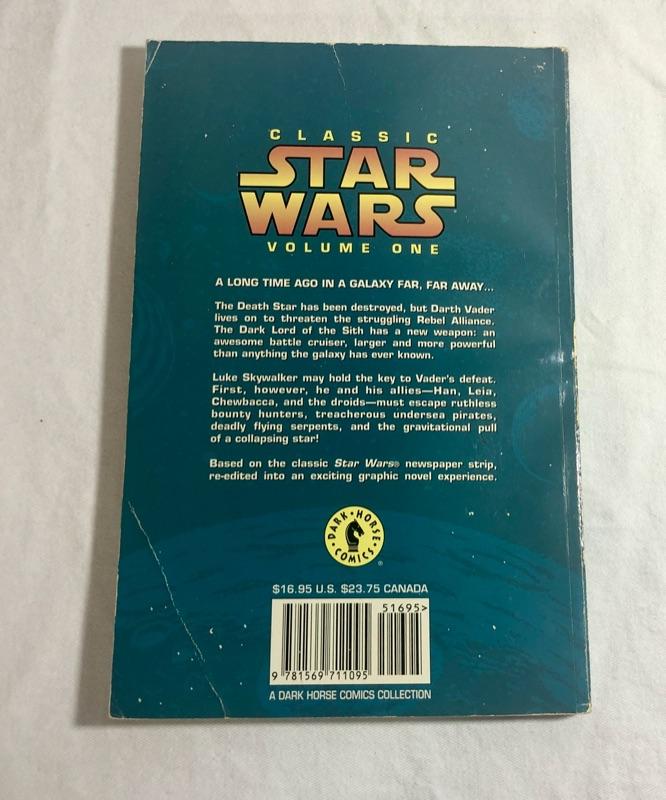 CLASSIC
STAR
WARS
VOLUME ONE
A LONG TIME AGO IN A GALAXY FAR, FAR AWAY...
The Death Star has been destroyed, but Darth Vader
lives on to threaten the struggling Rebel Alliance.
The Dark Lord of the Sith has a new weapon: an
awesome battle cruiser, larger and more powerful
than anything the galaxy has ever known.
Luke Skywalker may hold the key to Vader's defeat.
First, however, he and his allies—Han, Leia,
Chewbacca, and the droids—must escape ruthless
bounty hunters, treacherous undersea pirates,
deadly flying serpents, and the gravitational pull
of a collapsing star!
Based on the classic Star Wars® newspaper strip,
re-edited into an exciting graphic novel experience.
DARK HORSE COMICS®
$16.95 U.S. $23.75 CANADA
51695>
9 781569 711095
A DARK HORSE COMICS COLLECTION